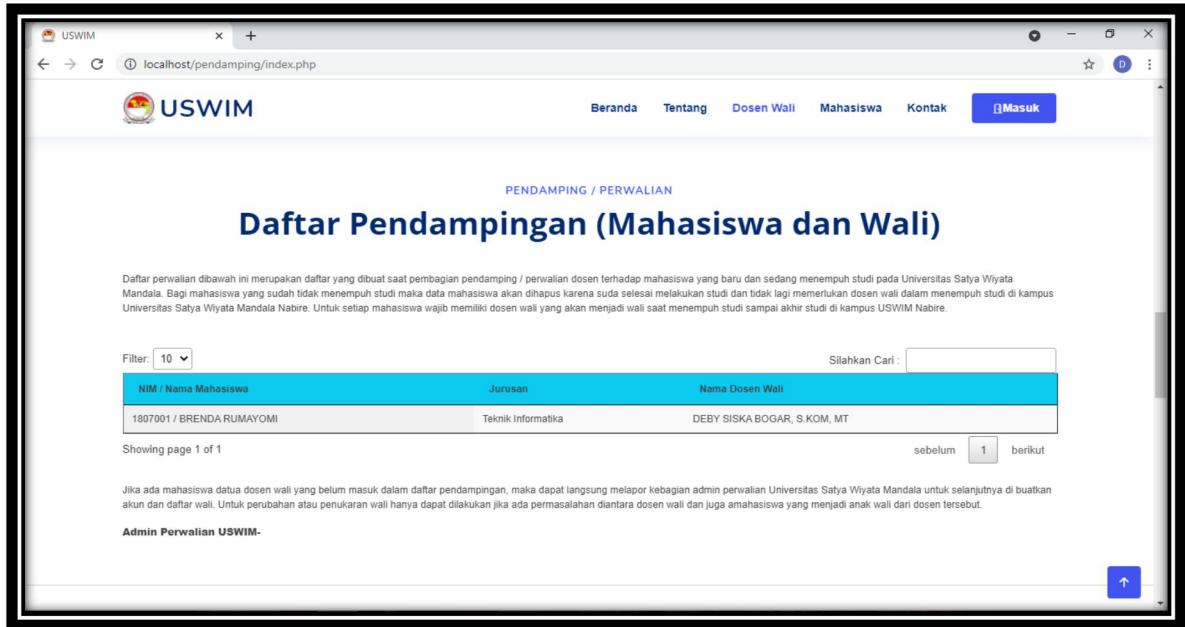 USWIM
localhost/pendamping/index.php
D
USWIM
Beranda Tentang Dosen Wali Mahasiswa Kontak Masuk
PENDAMPING / PERWALIAN
Daftar Pendampingan (Mahasiswa dan Wali)
Daftar perwalian dibawah ini merupakan daftar yang dibuat saat pembagian pendamping / perwalian dosen terhadap mahasiswa yang baru dan sedang menempuh studi pada Universitas Satya Wiyata
Mandala. Bagi mahasiswa yang sudah tidak menempuh studi maka data mahasiswa akan dihapus karena suda selesai melakukan studi dan tidak lagi memerlukan dosen wali dalam menempuh studi di kampus
Universitas Satya Wiyata Mandala Nabire. Untuk setiap mahasiswa wajib memiliki dosen wali yang akan menjadi wali saat menempuh studi sampai akhir studi di kampus USWIM Nabire.
Filter: 10 Silahkan Cari :
NIM / Nama Mahasiswa Jurusan Nama Dosen Wali
1807001 / BRENDA RUMAYOMI Teknik Informatika DEBY SISKA BOGAR, S.KOM, MT
Showing page 1 of 1 sebelum 1 berikut
Jika ada mahasiswa datua dosen wali yang belum masuk dalam daftar pendampingan, maka dapat langsung melapor kebagian admin perwalian Universitas Satya Wiyata Mandala untuk selanjutnya di buatkan
akun dan daftar wali. Untuk perubahan atau penukaran wali hanya dapat dilakukan jika ada permasalahan diantara dosen wali dan juga amahasiswa yang menjadi anak wali dari dosen tersebut.
Admin Perwalian USWIM-